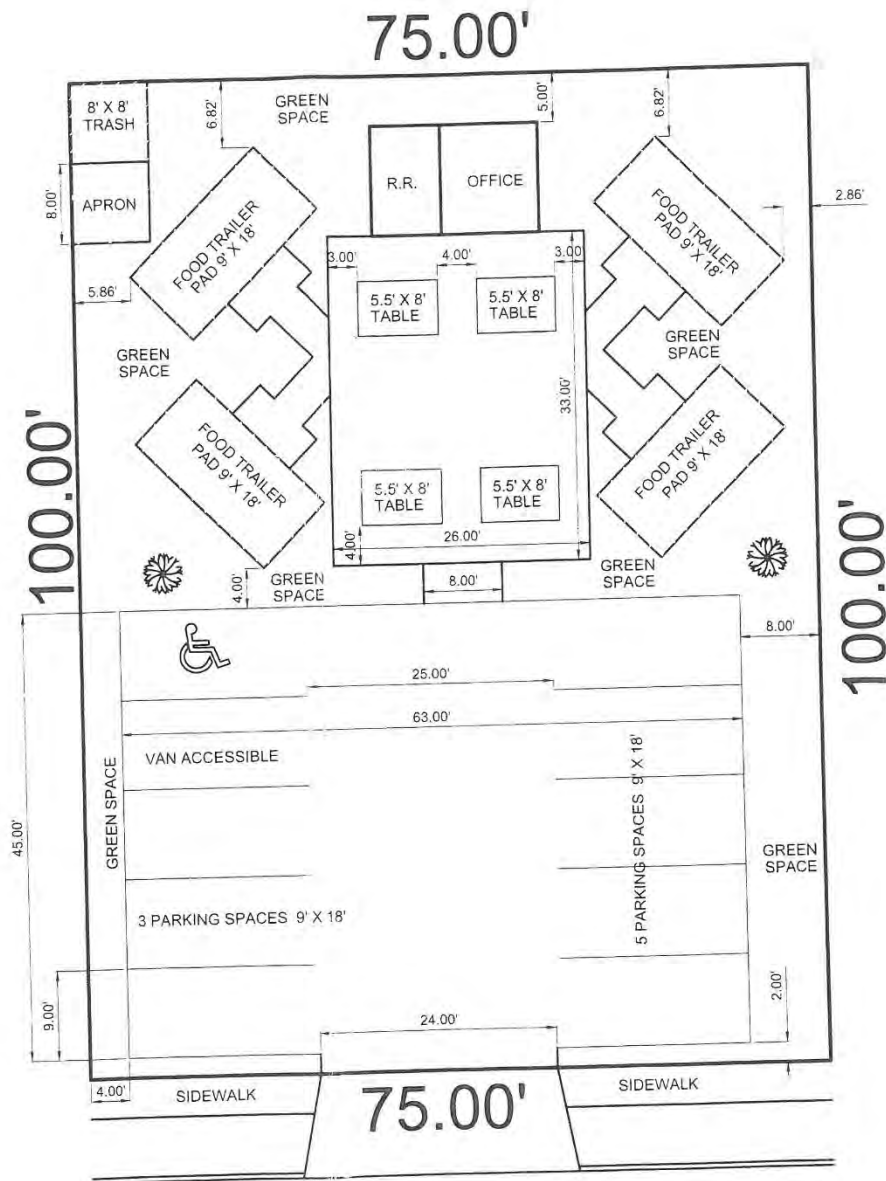 75.00'
8' X 8'
TRASH
6.82'
GREEN
SPACE
5.00'
6.82'
8.00'
APRON
R.R.
OFFICE
2.86'
FOOD TRAILER
PAD 9' X 18'
FOOD TRAILER
PAD 9' X 18'
3.00'
4.00'
3.00'
5.86'
5.5' X 8'
TABLE
5.5' X 8'
TABLE
GREEN
SPACE
GREEN
SPACE
33.00'
100.00'
FOOD TRAILER
PAD 9' X 18'
FOOD TRAILER
PAD 9' X 18'
5.5' X 8'
TABLE
5.5' X 8'
TABLE
100.00'
4.00'
26.00'
4.00'
GREEN
SPACE
8.00'
GREEN
SPACE
8.00'
25.00'
63.00'
VAN ACCESSIBLE
GREEN SPACE
45.00'
5 PARKING SPACES 9' X 18'
GREEN
SPACE
3 PARKING SPACES 9' X 18'
9.00'
24.00'
2.00'
4.00'
SIDEWALK
75.00'
SIDEWALK